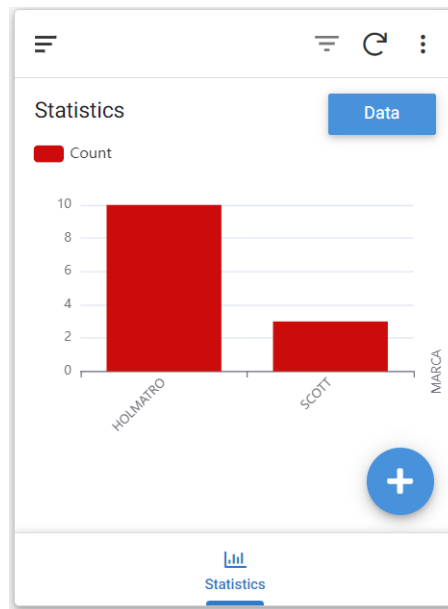 Statistics
Data
Count
10
8
6
4
2
0
HOLMATRO
SCOTT
MARCA
Statistics